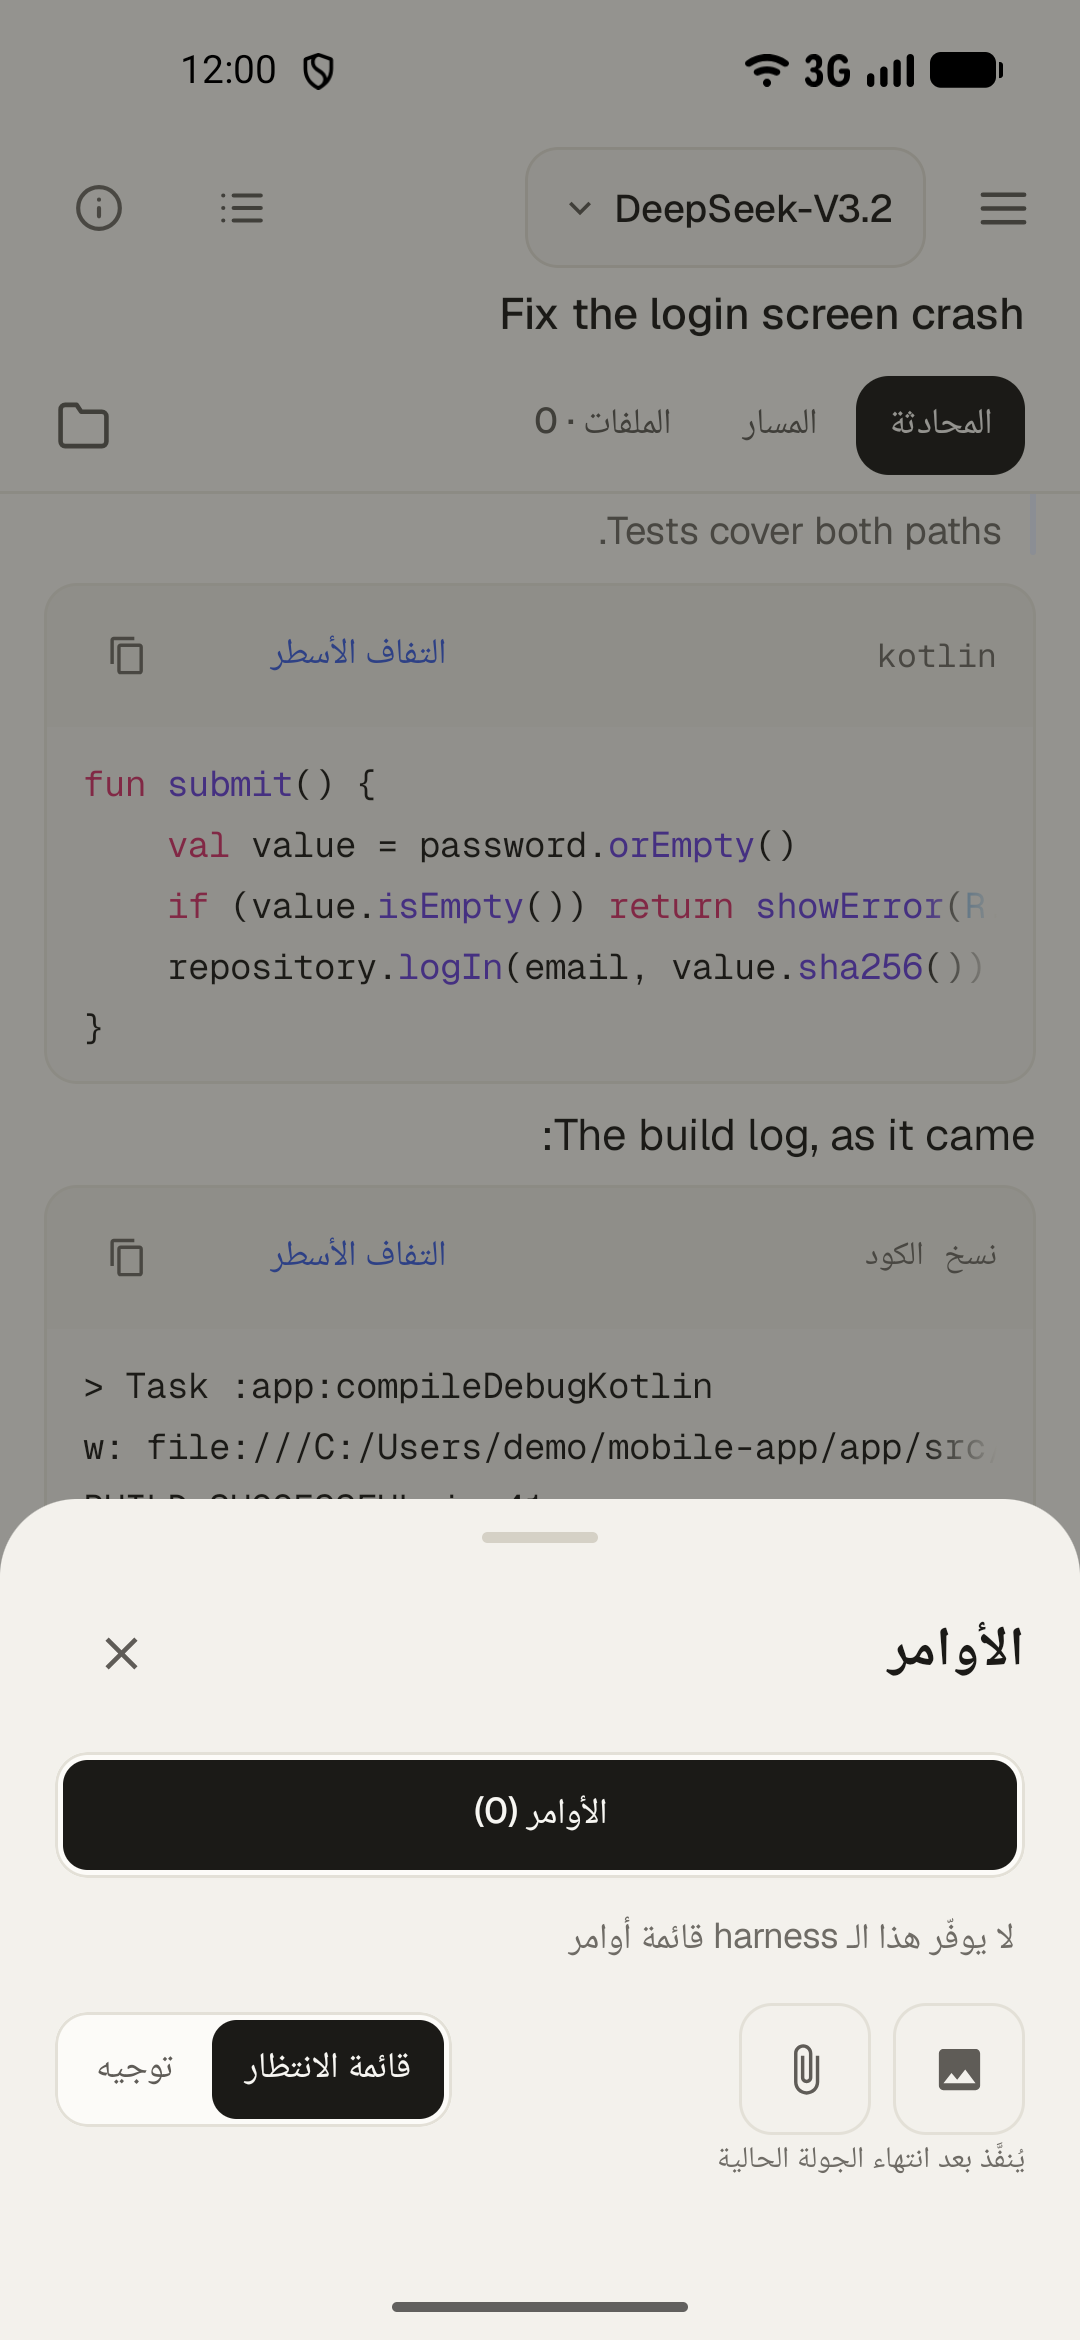 12:00
3G
DeepSeek-V3.2
Fix the login screen crash
المحادثة
المسار
الملفات · 0
Tests cover both paths.
kotlin
التفاف الأسطر
fun submit() {
    val value = password.orEmpty()
    if (value.isEmpty()) return showError(R
    repository.logIn(email, value.sha256())
}
The build log, as it came:
نسخ الكود
التفاف الأسطر
> Task :app:compileDebugKotlin
w: file:///C:/Users/demo/mobile-app/app/src/
الأوامر
الأوامر (0)
لا يوفّر هذا الـ harness قائمة أوامر
قائمة الانتظار
توجيه
يُنفَّذ بعد انتهاء الجولة الحالية